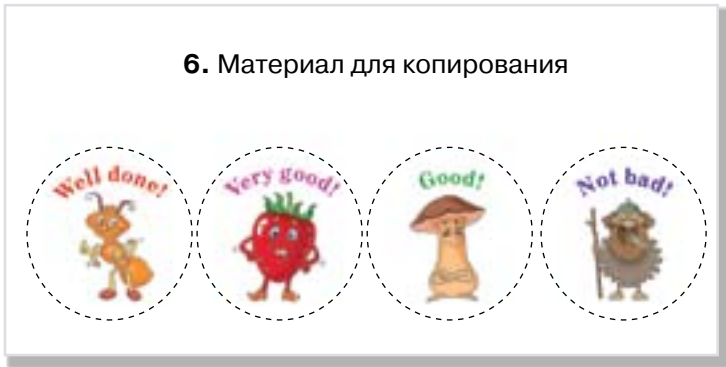 6. Материал для копирования
Well done!
Very good!
Good!
Not bad!